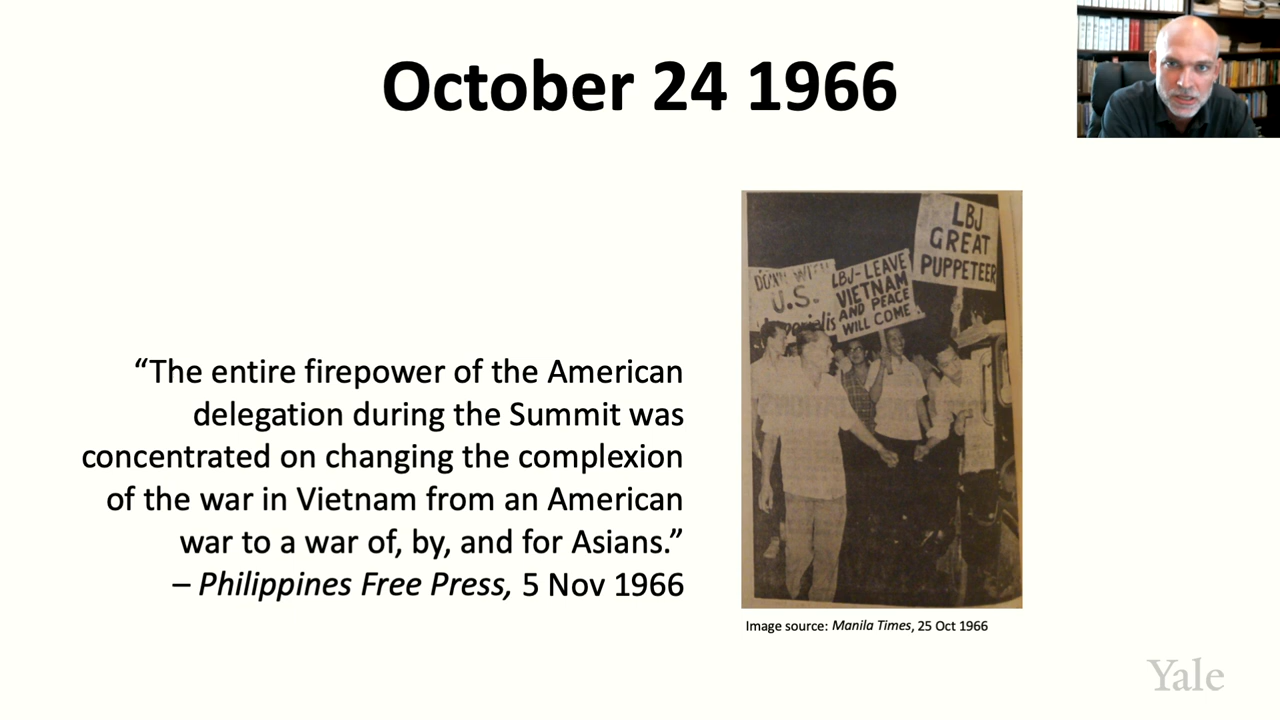 October 24 1966
“The entire firepower of the American
delegation during the Summit was
concentrated on changing the complexion
of the war in Vietnam from an American
war to a war of, by, and for Asians.”
– Philippines Free Press, 5 Nov 1966
LBJ
GREAT
PUPPETEER
LBJ-LEAVE
VIETNAM
AND PEACE
WILL COME
U.S.
Image source: Manila Times, 25 Oct 1966
Yale